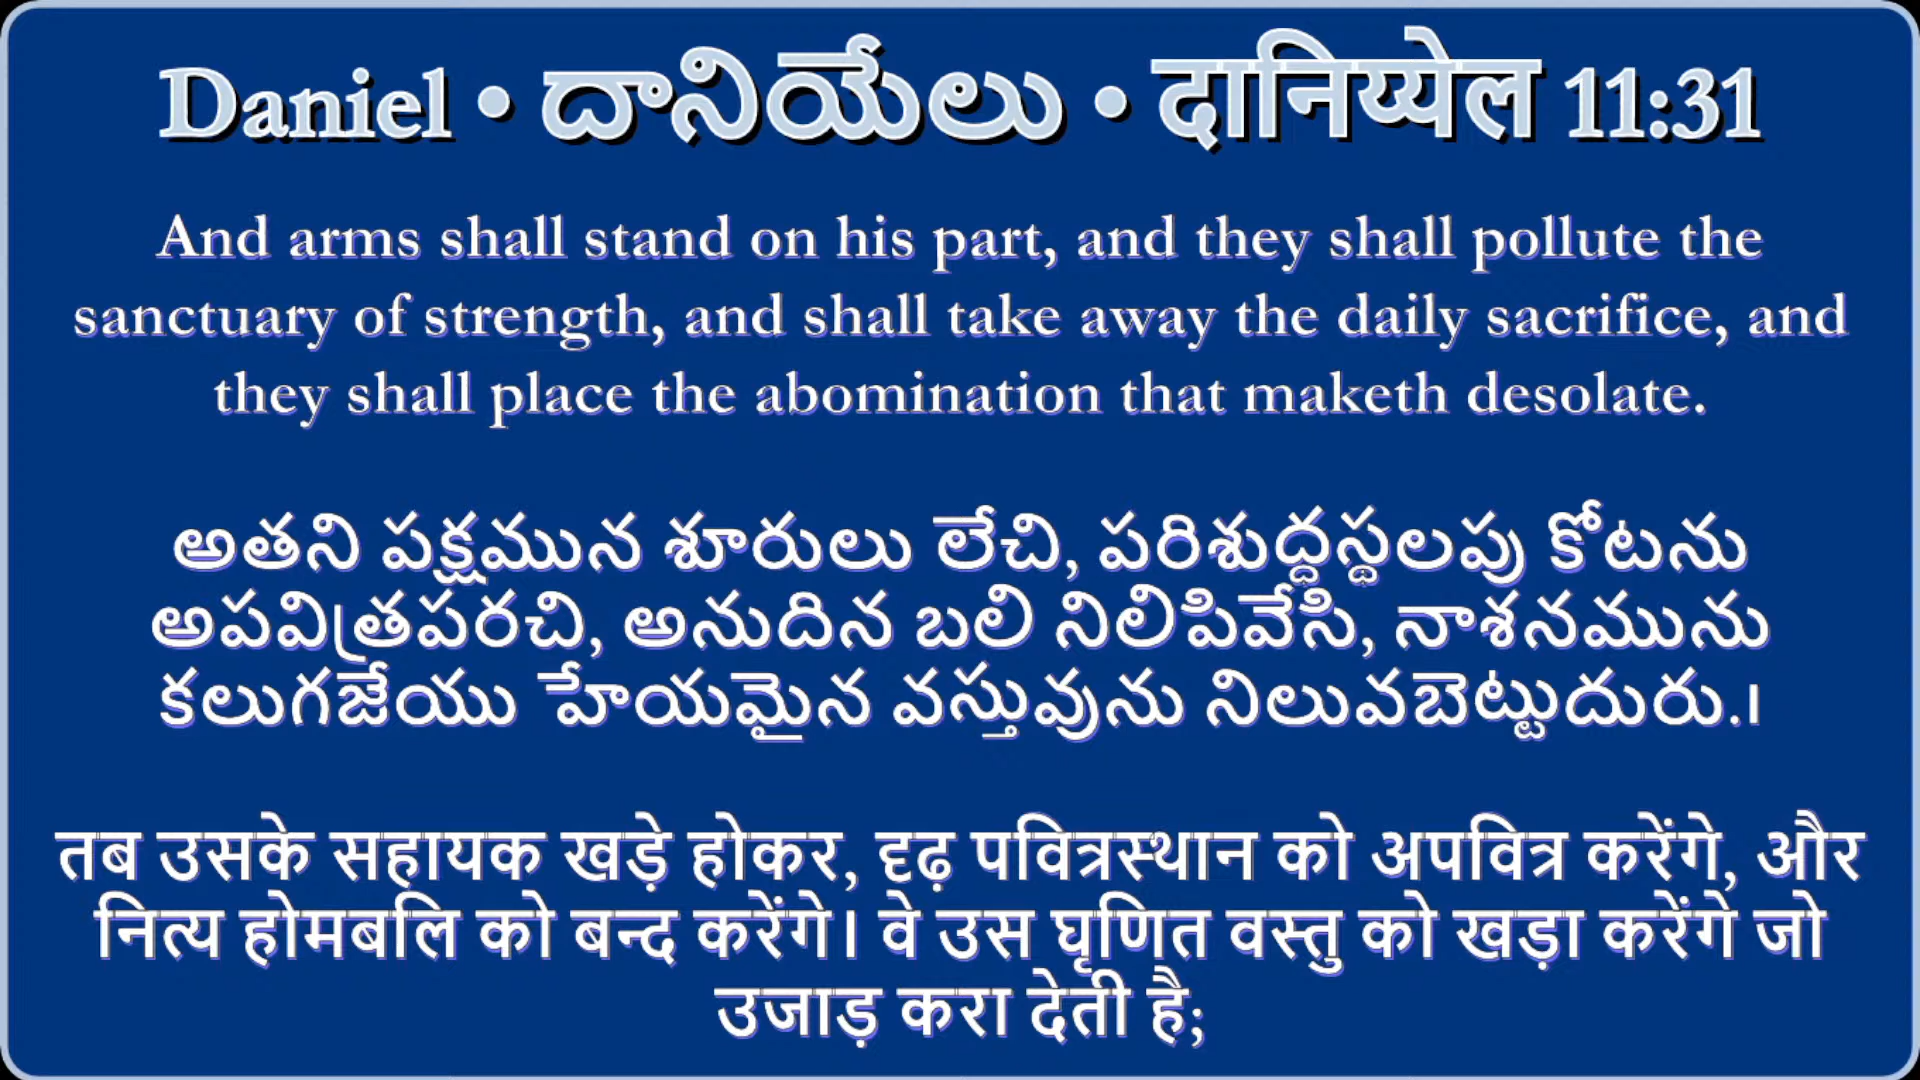 Daniel • దానియేలు • दानिय्येल 11:31
And arms shall stand on his part, and they shall pollute the
sanctuary of strength, and shall take away the daily sacrifice, and
they shall place the abomination that maketh desolate.
అతని పక్షమున శూరులు లేచి, పరిశుద్ధస్థలపు కోటను
అపవిత్రపరచి, అనుదిన బలి నిలిపివేసి, నాశనమును
కలుగజేయు హేయమైన వస్తువును నిలువబెట్టుదురు.।
तब उसके सहायक खड़े होकर, दृढ़ पवित्रस्थान को अपवित्र करेंगे, और
नित्य होमबलि को बन्द करेंगे। वे उस घृणित वस्तु को खड़ा करेंगे जो
उजाड़ करा देती है;